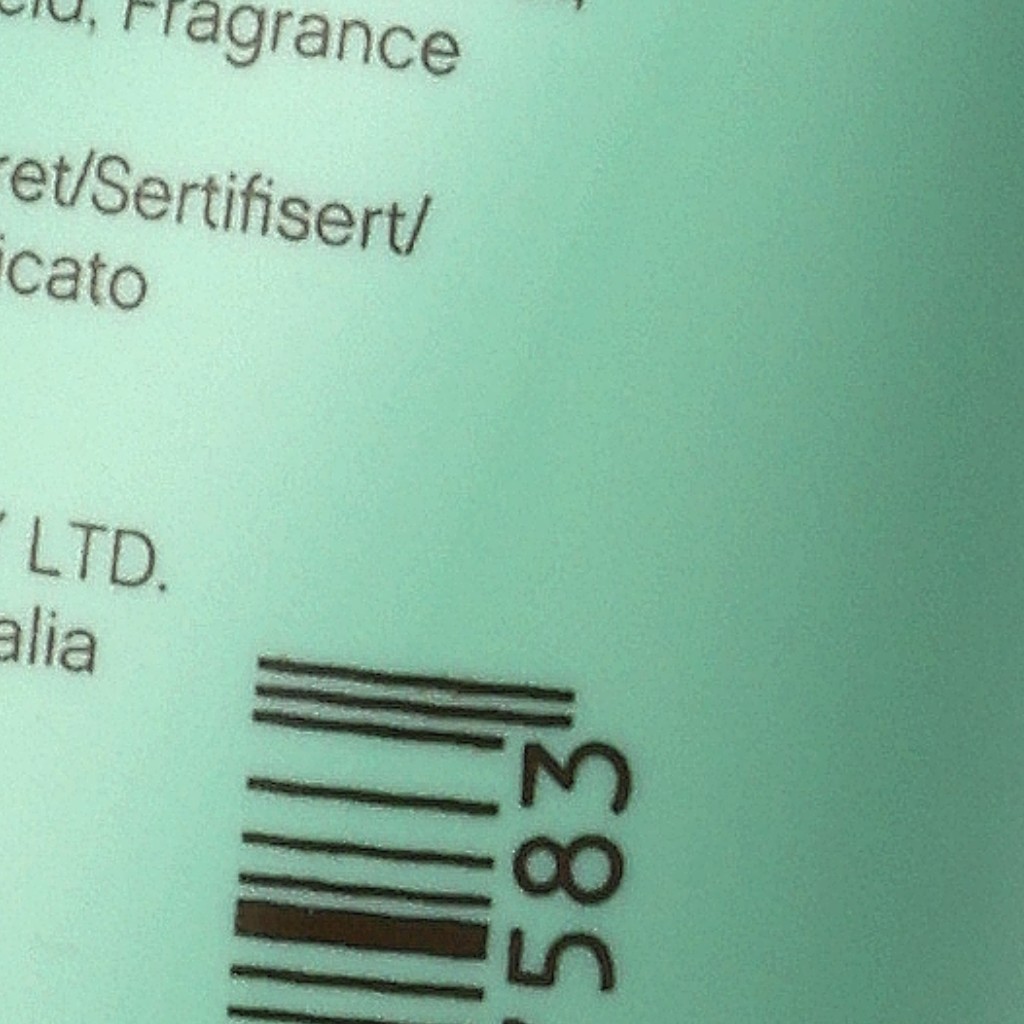 Fragrance
ret/Sertifisert/
icato
LTD.
alia
583